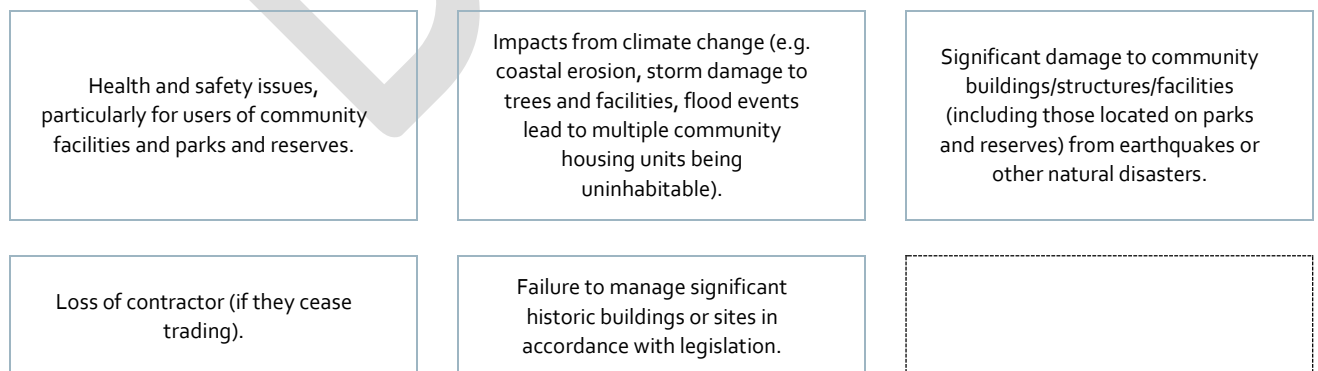 Health and safety issues,
particularly for users of community
facilities and parks and reserves.
Impacts from climate change (e.g.
coastal erosion, storm damage to
trees and facilities, flood events
lead to multiple community
housing units being
uninhabitable).
Significant damage to community
buildings/structures/facilities
(including those located on parks
and reserves) from earthquakes or
other natural disasters.
Loss of contractor (if they cease
trading).
Failure to manage significant
historic buildings or sites in
accordance with legislation.